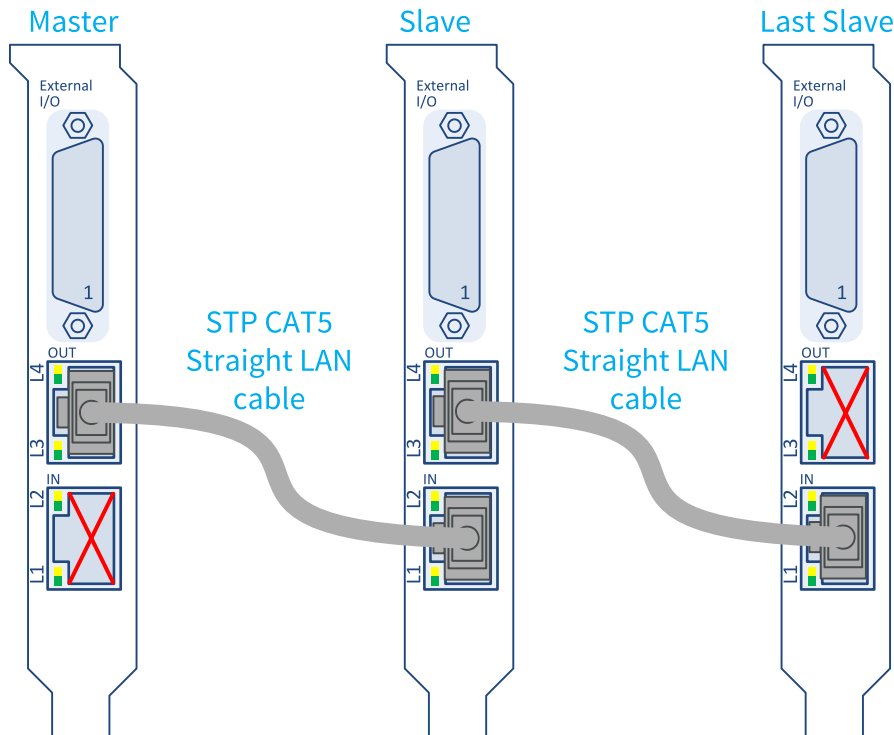 Master
Slave
Last Slave
External
I/O
External
I/O
External
I/O
1
1
1
STP CAT5
Straight LAN
cable
STP CAT5
Straight LAN
cable
OUT
L4
L3
IN
L2
L1
OUT
L4
L3
IN
L2
L1
OUT
L4
L3
IN
L2
L1